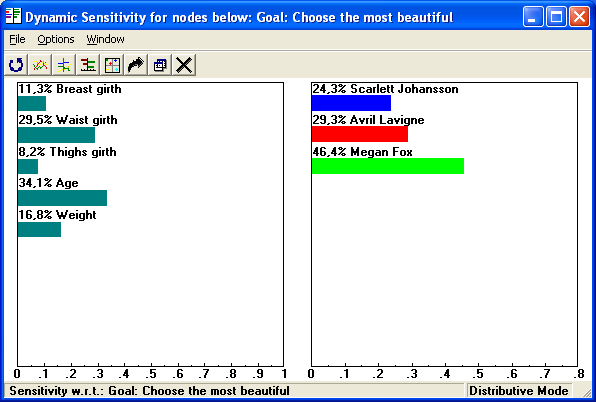 Dynamic Sensitivity for nodes below: Goal: Choose the most beautiful
File Options Window
11,3% Breast girth
29,5% Waist girth
8,2% Thighs girth
34,1% Age
16,8% Weight
0 .1 .2 .3 .4 .5 .6 .7 .8 .9 1
24,3% Scarlett Johansson
29,3% Avril Lavigne
46,4% Megan Fox
0 .1 .2 .3 .4 .5 .6 .7 .8
Sensitivity w.r.t.: Goal: Choose the most beautiful
Distributive Mode